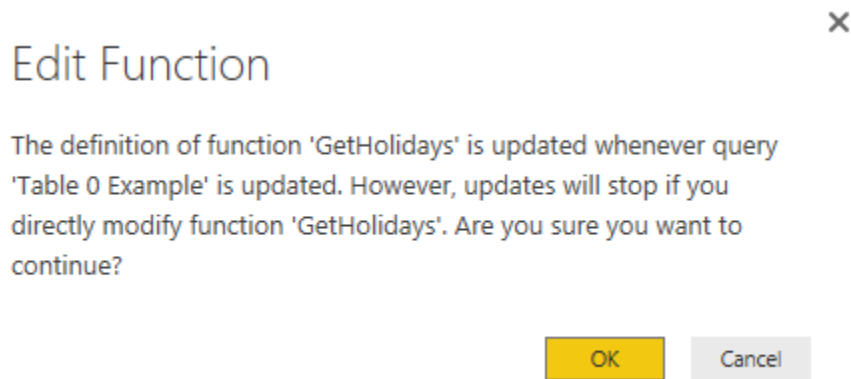 Edit Function
The definition of function 'GetHolidays' is updated whenever query
'Table 0 Example' is updated. However, updates will stop if you
directly modify function 'GetHolidays'. Are you sure you want to
continue?
OK Cancel